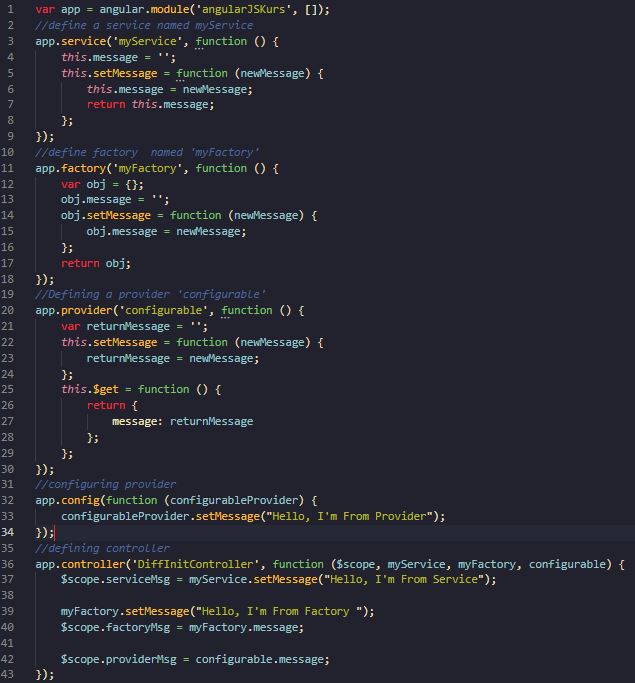 1 var app = angular.module('angularJSKurs', []);
2 //define a service named myService
3 app.service('myService', function () {
4     this.message = '';
5     this.setMessage = function (newMessage) {
6         this.message = newMessage;
7         return this.message;
8     };
9 });
10 //define factory  named 'myFactory'
11 app.factory('myFactory', function () {
12     var obj = {};
13     obj.message = '';
14     obj.setMessage = function (newMessage) {
15         obj.message = newMessage;
16     };
17     return obj;
18 });
19 //Defining a provider 'configurable'
20 app.provider('configurable', function () {
21     var returnMessage = '';
22     this.setMessage = function (newMessage) {
23         returnMessage = newMessage;
24     };
25     this.$get = function () {
26         return {
27             message: returnMessage
28         };
29     };
30 });
31 //configuring provider
32 app.config(function (configurableProvider) {
33     configurableProvider.setMessage("Hello, I'm From Provider");
34 });
35 //defining controller
36 app.controller('DiffInitController', function ($scope, myService, myFactory, configurable) {
37     $scope.serviceMsg = myService.setMessage("Hello, I'm From Service");
38
39     myFactory.setMessage("Hello, I'm From Factory ");
40     $scope.factoryMsg = myFactory.message;
41
42     $scope.providerMsg = configurable.message;
43 });